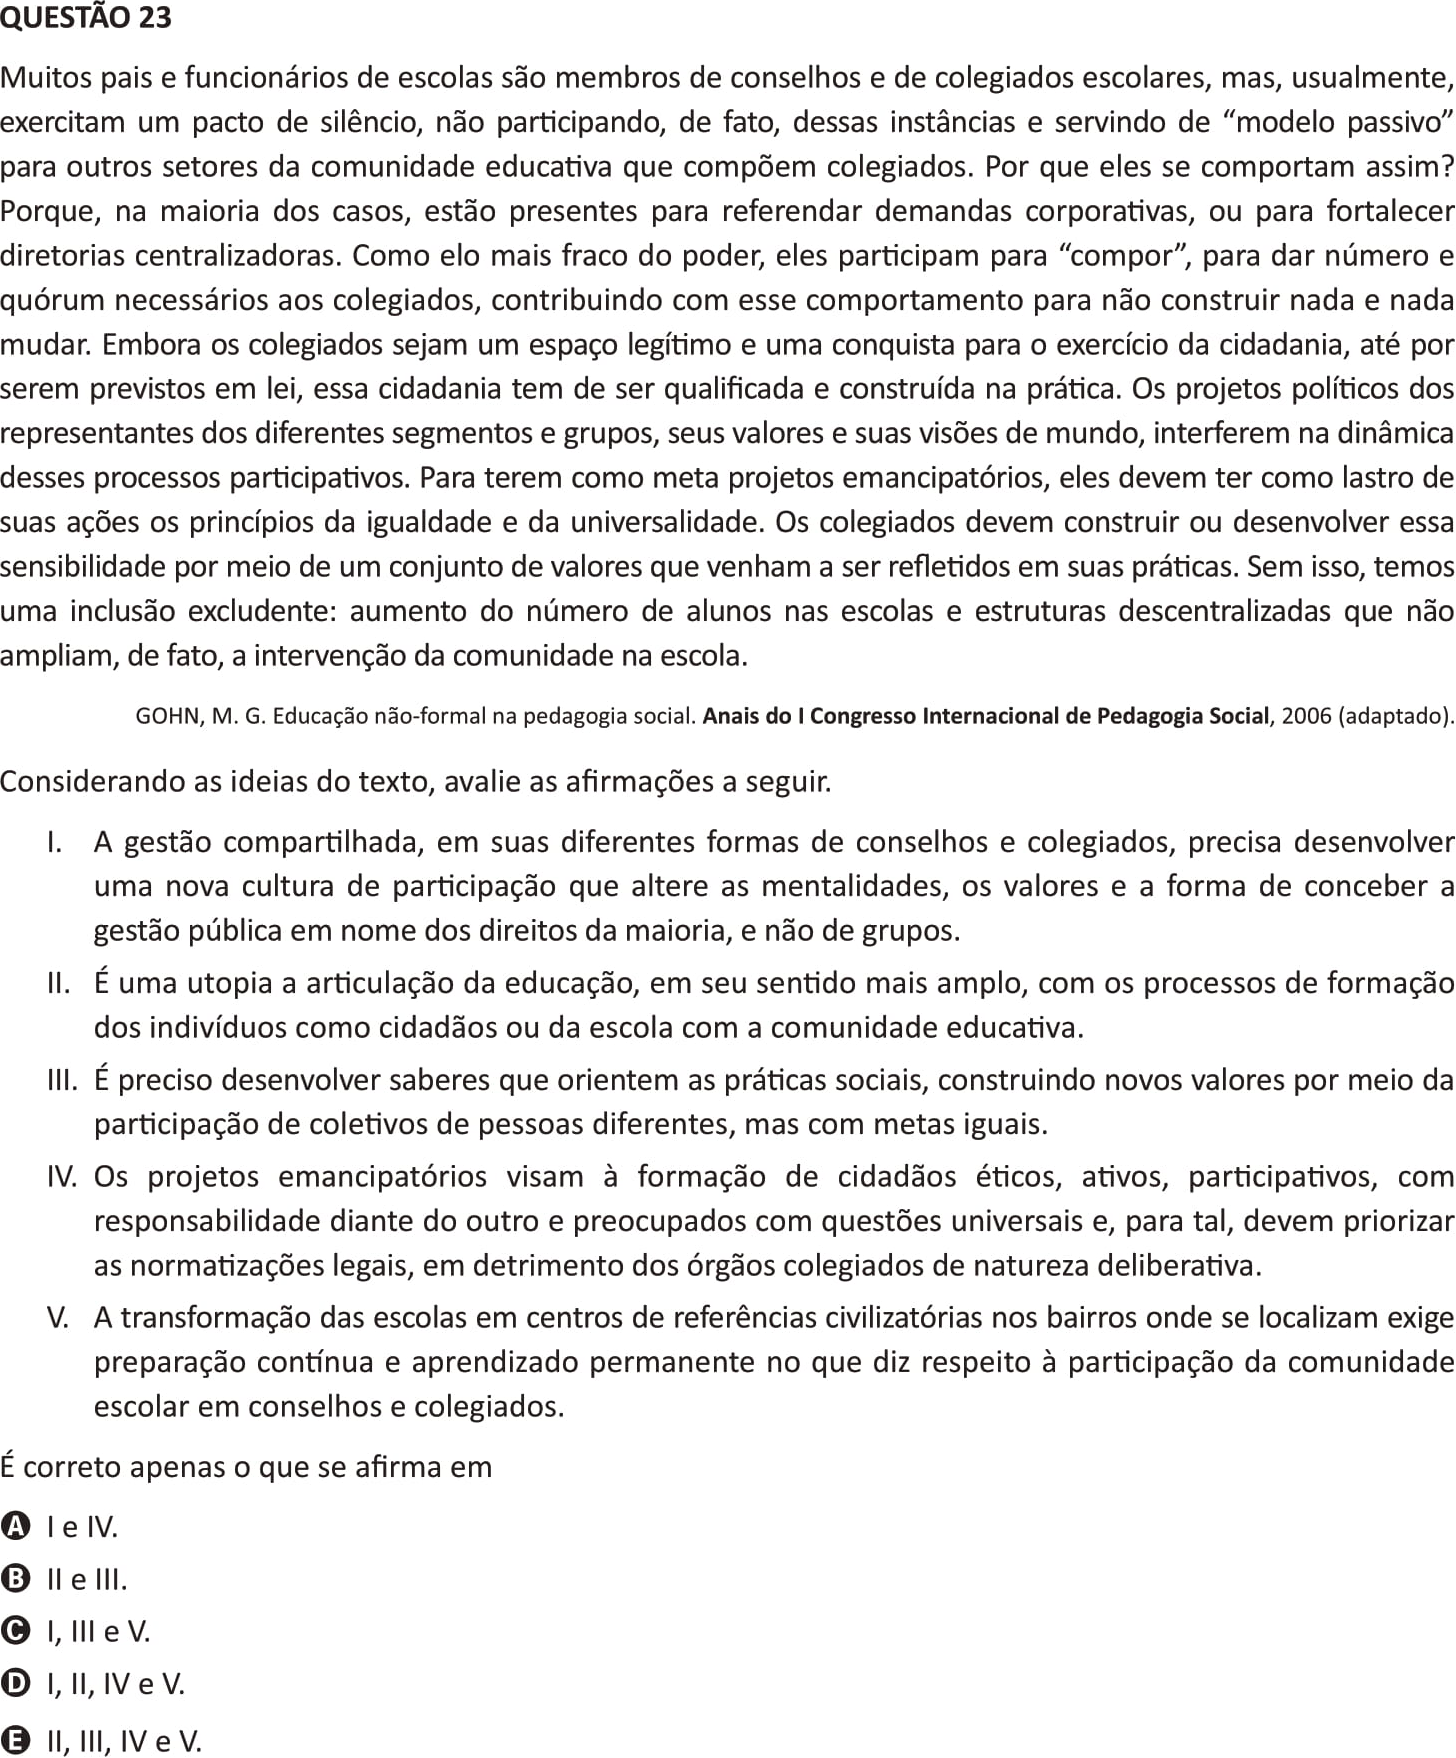 QUESTÃO 23
Muitos pais e funcionários de escolas são membros de conselhos e de colegiados escolares, mas, usualmente,
exercitam um pacto de silêncio, não participando, de fato, dessas instâncias e servindo de “modelo passivo”
para outros setores da comunidade educativa que compõem colegiados. Por que eles se comportam assim?
Porque, na maioria dos casos, estão presentes para referendar demandas corporativas, ou para fortalecer
diretorias centralizadoras. Como elo mais fraco do poder, eles participam para “compor”, para dar número e
quórum necessários aos colegiados, contribuindo com esse comportamento para não construir nada e nada
mudar. Embora os colegiados sejam um espaço legítimo e uma conquista para o exercício da cidadania, até por
serem previstos em lei, essa cidadania tem de ser qualificada e construída na prática. Os projetos políticos dos
representantes dos diferentes segmentos e grupos, seus valores e suas visões de mundo, interferem na dinâmica
desses processos participativos. Para terem como meta projetos emancipatórios, eles devem ter como lastro de
suas ações os princípios da igualdade e da universalidade. Os colegiados devem construir ou desenvolver essa
sensibilidade por meio de um conjunto de valores que venham a ser refletidos em suas práticas. Sem isso, temos
uma inclusão excludente: aumento do número de alunos nas escolas e estruturas descentralizadas que não
ampliam, de fato, a intervenção da comunidade na escola.
GOHN, M. G. Educação não-formal na pedagogia social. Anais do I Congresso Internacional de Pedagogia Social, 2006 (adaptado).
Considerando as ideias do texto, avalie as afirmações a seguir.
I. A gestão compartilhada, em suas diferentes formas de conselhos e colegiados, precisa desenvolver
uma nova cultura de participação que altere as mentalidades, os valores e a forma de conceber a
gestão pública em nome dos direitos da maioria, e não de grupos.
II. É uma utopia a articulação da educação, em seu sentido mais amplo, com os processos de formação
dos indivíduos como cidadãos ou da escola com a comunidade educativa.
III. É preciso desenvolver saberes que orientem as práticas sociais, construindo novos valores por meio da
participação de coletivos de pessoas diferentes, mas com metas iguais.
IV. Os projetos emancipatórios visam à formação de cidadãos éticos, ativos, participativos, com
responsabilidade diante do outro e preocupados com questões universais e, para tal, devem priorizar
as normatizações legais, em detrimento dos órgãos colegiados de natureza deliberativa.
V. A transformação das escolas em centros de referências civilizatórias nos bairros onde se localizam exige
preparação contínua e aprendizado permanente no que diz respeito à participação da comunidade
escolar em conselhos e colegiados.
É correto apenas o que se afirma em
A I e IV.
B II e III.
C I, III e V.
D I, II, IV e V.
E II, III, IV e V.